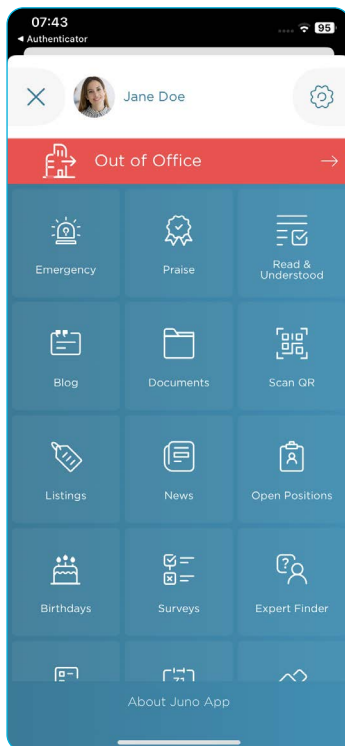 07:43
95
◀ Authenticator
Jane Doe
Out of Office
Emergency
Praise
Read &
Understood
Blog
Documents
Scan QR
Listings
News
Open Positions
Birthdays
Surveys
Expert Finder
About Juno App